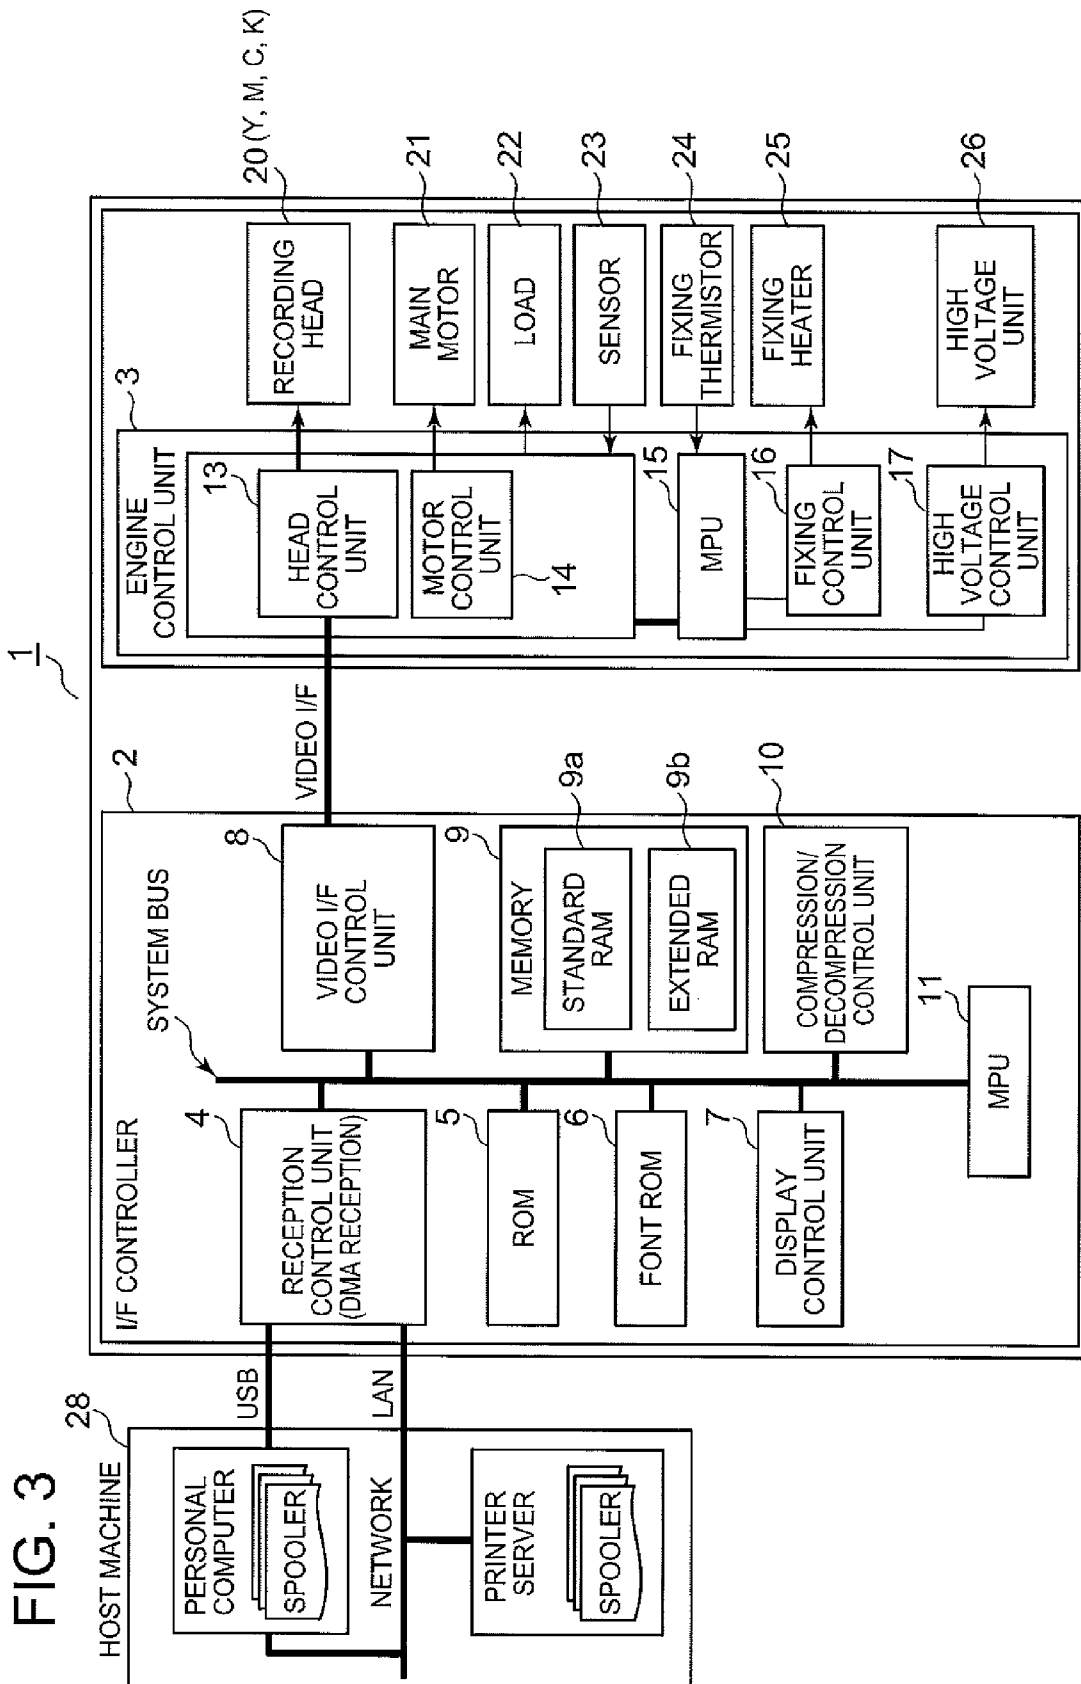 FIG. 3
HOST MACHINE
28
PERSONAL
COMPUTER
SPOOLER
NETWORK
PRINTER
SERVER
SPOOLER
USB
LAN
1
I/F CONTROLLER
2
SYSTEM BUS
4
RECEPTION
CONTROL UNIT
(DMA RECEPTION)
5
ROM
6
FONT ROM
7
DISPLAY
CONTROL UNIT
8
VIDEO I/F
CONTROL
UNIT
9
MEMORY
9a
STANDARD
RAM
9b
EXTENDED
RAM
10
COMPRESSION/
DECOMPRESSION
CONTROL UNIT
11
MPU
VIDEO I/F
3
ENGINE
CONTROL UNIT
13
HEAD
CONTROL
UNIT
MOTOR
CONTROL
UNIT
14
15
MPU
16
FIXING
CONTROL
UNIT
17
HIGH
VOLTAGE
CONTROL
UNIT
20 (Y, M, C, K)
RECORDING
HEAD
21
MAIN
MOTOR
22
LOAD
23
SENSOR
24
FIXING
THERMISTOR
25
FIXING
HEATER
26
HIGH
VOLTAGE
UNIT